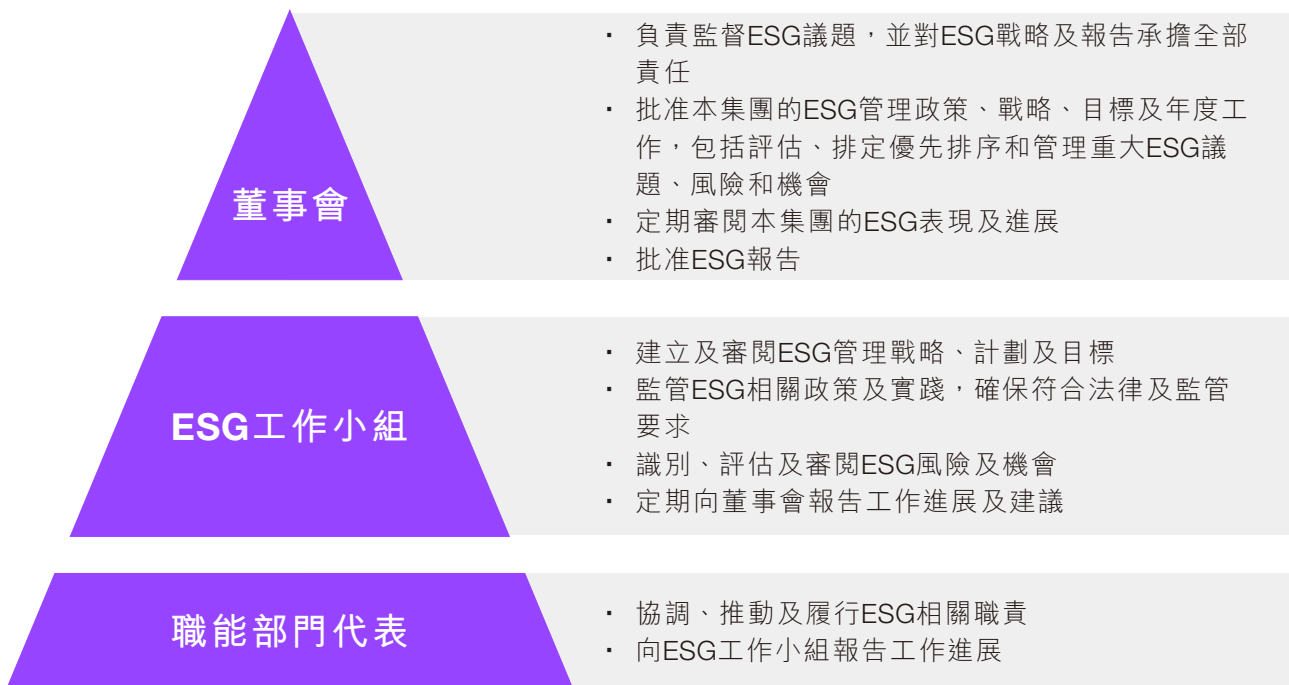 董事會
· 負責監督ESG議題，並對ESG戰略及報告承擔全部
責任
· 批准本集團的ESG管理政策、戰略、目標及年度工
作，包括評估、排定優先排序和管理重大ESG議
題、風險和機會
· 定期審閱本集團的ESG表現及進展
· 批准ESG報告
ESG工作小組
· 建立及審閱ESG管理戰略、計劃及目標
· 監管ESG相關政策及實踐，確保符合法律及監管
要求
· 識別、評估及審閱ESG風險及機會
· 定期向董事會報告工作進展及建議
職能部門代表
· 協調、推動及履行ESG相關職責
· 向ESG工作小組報告工作進展